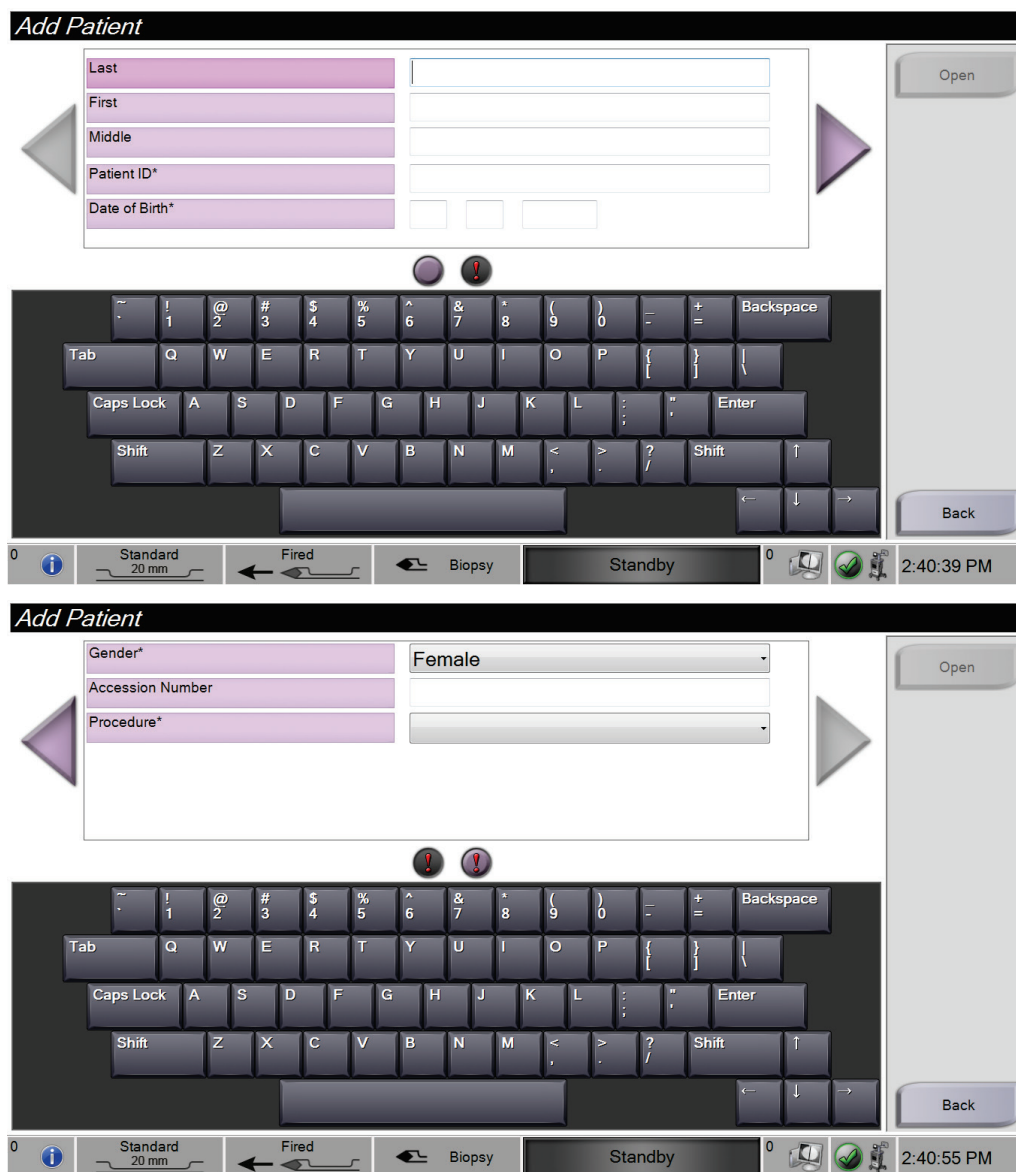 Add Patient
Last
First
Middle
Patient ID*
Date of Birth*
Open
~ ! @ # $ % ^ & * ( ) _ + Backspace
` 1 2 3 4 5 6 7 8 9 0 - =
Tab Q W E R T Y U I O P { } |
[ ] \
Caps Lock A S D F G H J K L : " Enter
; '
Shift Z X C V B N M < > ? Shift ↑
, . /
← ↓ →
Back
0 Standard 20 mm Fired Biopsy Standby 0 2:40:39 PM
Add Patient
Gender* Female
Accession Number
Procedure*
Open
~ ! @ # $ % ^ & * ( ) _ + Backspace
` 1 2 3 4 5 6 7 8 9 0 - =
Tab Q W E R T Y U I O P { } |
[ ] \
Caps Lock A S D F G H J K L : " Enter
; '
Shift Z X C V B N M < > ? Shift ↑
, . /
← ↓ →
Back
0 Standard 20 mm Fired Biopsy Standby 0 2:40:55 PM